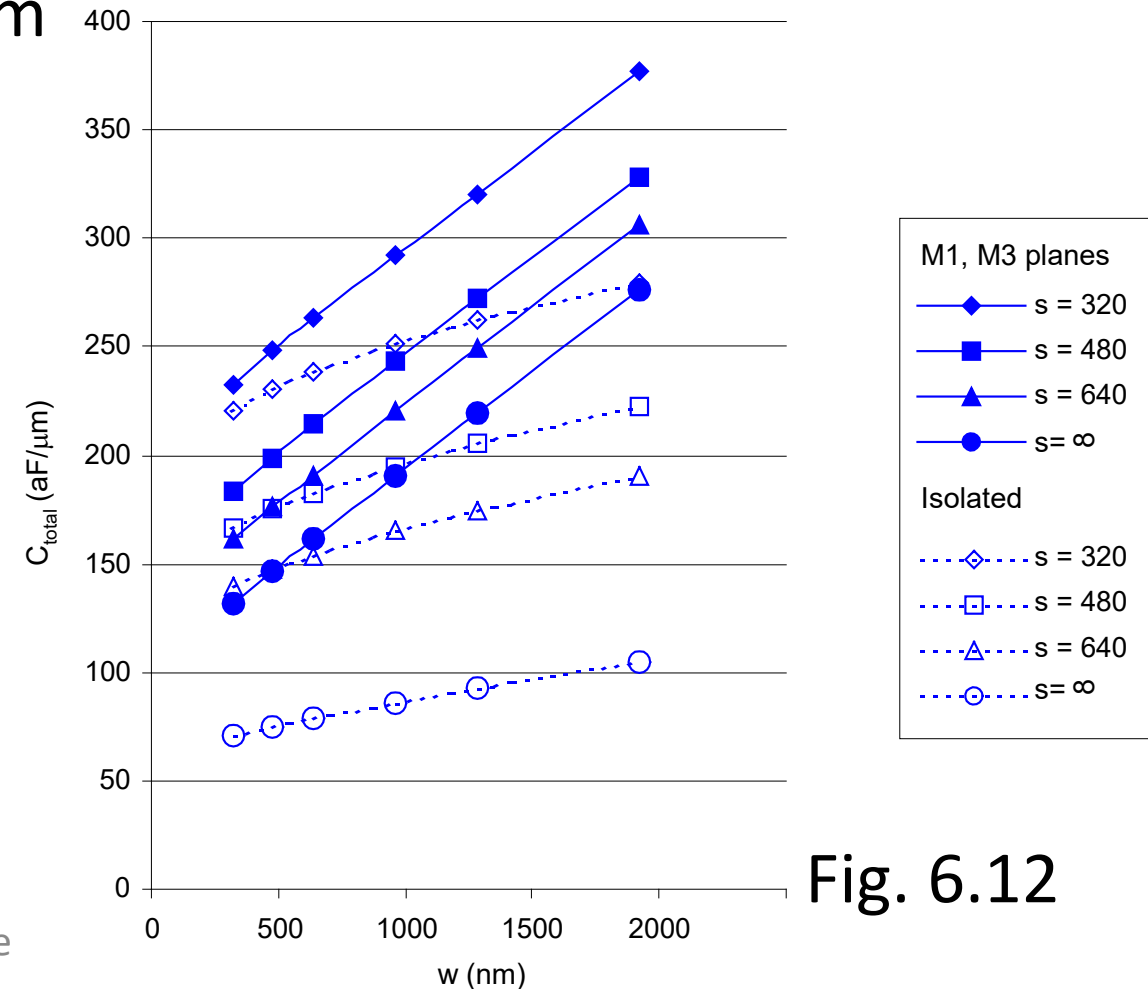 m
400
350
300
250
200
150
100
50
0
C_total (aF/μm)
0 500 1000 1500 2000
w (nm)
M1, M3 planes
s = 320
s = 480
s = 640
s= ∞
Isolated
s = 320
s = 480
s = 640
s= ∞
Fig. 6.12
e